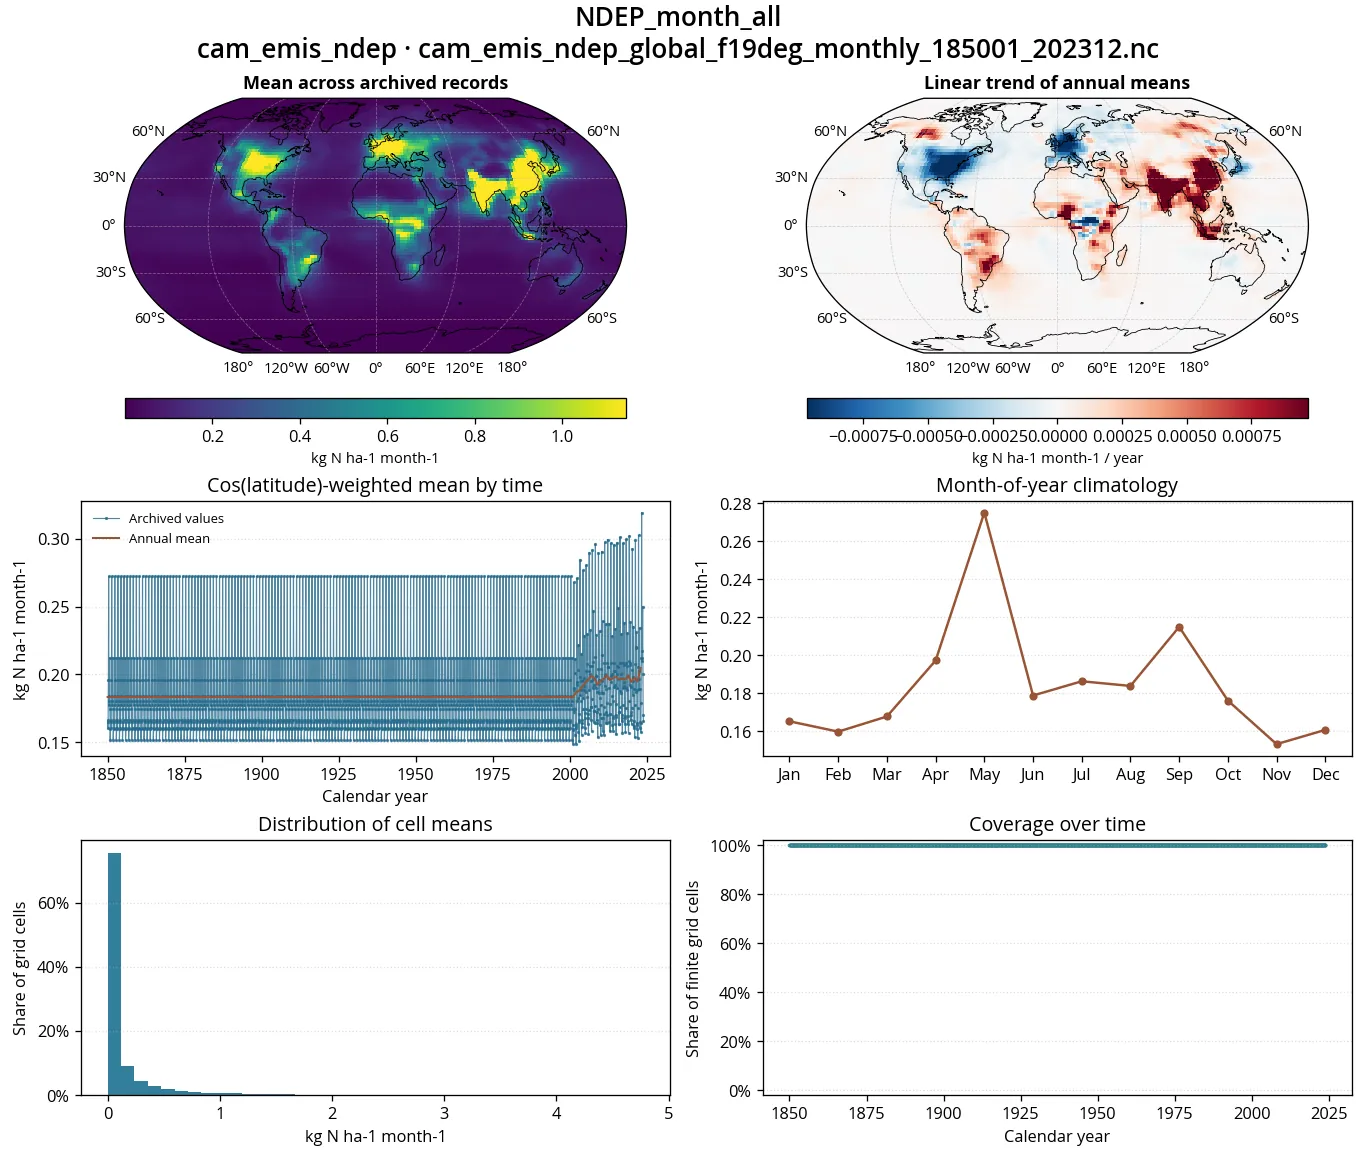 NDEP_month_all
cam_emis_ndep · cam_emis_ndep_global_f19deg_monthly_185001_202312.nc
Mean across archived records
60°N 60°N
30°N 30°N
0° 0°
30°S 30°S
60°S 60°S
180° 120°W 60°W 0° 60°E 120°E 180°
0.2 0.4 0.6 0.8 1.0
kg N ha-1 month-1
Linear trend of annual means
60°N 60°N
30°N 30°N
0° 0°
30°S 30°S
60°S 60°S
180° 120°W 60°W 0° 60°E 120°E 180°
−0.00075 −0.00050 −0.00025 0.00000 0.00025 0.00050 0.00075
kg N ha-1 month-1 / year
Cos(latitude)-weighted mean by time
Archived values
Annual mean
kg N ha-1 month-1
0.30
0.25
0.20
0.15
1850 1875 1900 1925 1950 1975 2000 2025
Calendar year
Month-of-year climatology
kg N ha-1 month-1
0.28
0.26
0.24
0.22
0.20
0.18
0.16
Jan Feb Mar Apr May Jun Jul Aug Sep Oct Nov Dec
Distribution of cell means
Share of grid cells
60%
40%
20%
0%
0 1 2 3 4 5
kg N ha-1 month-1
Coverage over time
Share of finite grid cells
100%
80%
60%
40%
20%
0%
1850 1875 1900 1925 1950 1975 2000 2025
Calendar year